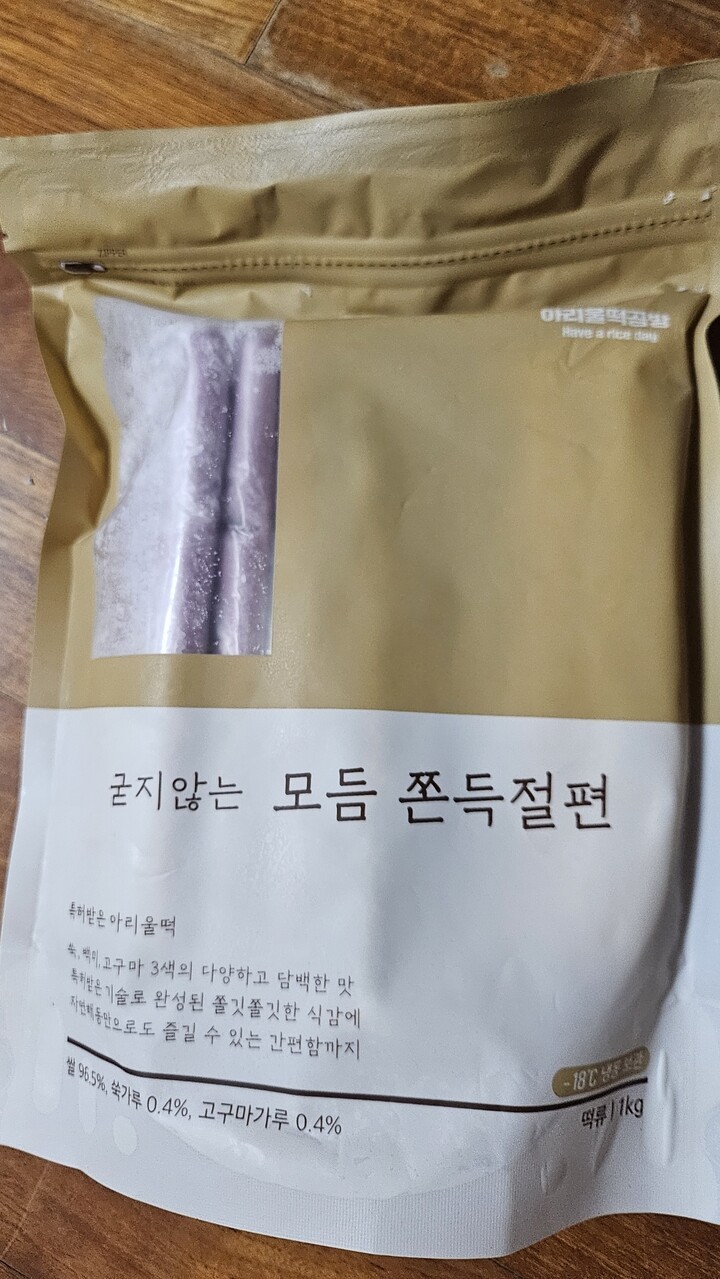 ZIPPER
아리울떡공방
Have a rice day
굳지않는 모듬 쫀득절편
특허받은 아리울떡
쑥, 백미, 고구마 3색의 다양하고 담백한 맛
특허받은 기술로 완성된 쫄깃쫄깃한 식감에
자연해동만으로도 즐길 수 있는 간편함까지
-18℃ 냉동 보관
쌀 96.5%, 쑥가루 0.4%, 고구마가루 0.4%
떡류 | 1kg